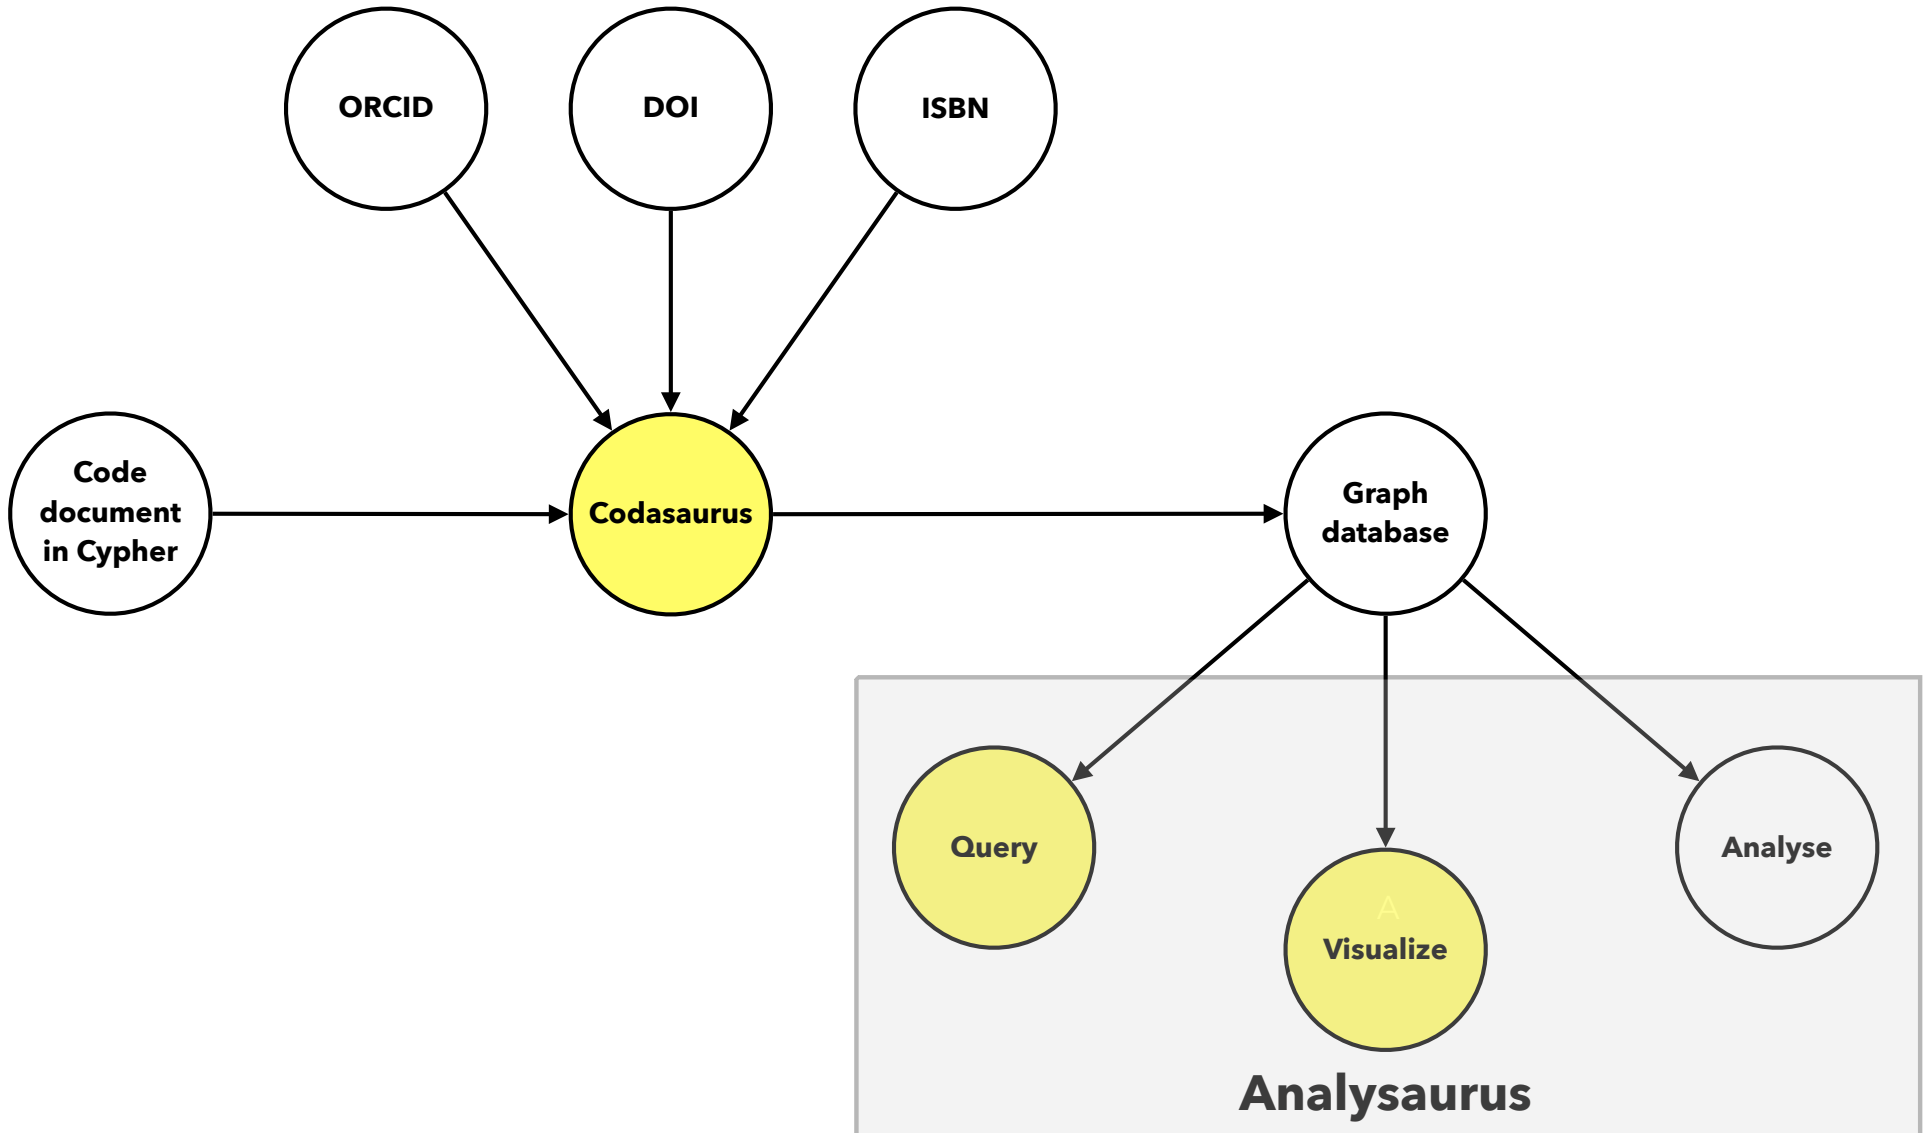 ORCID
DOI
ISBN
Code
document
in Cypher
Codasaurus
Graph
database
Query
A
Visualize
Analyse
Analysaurus